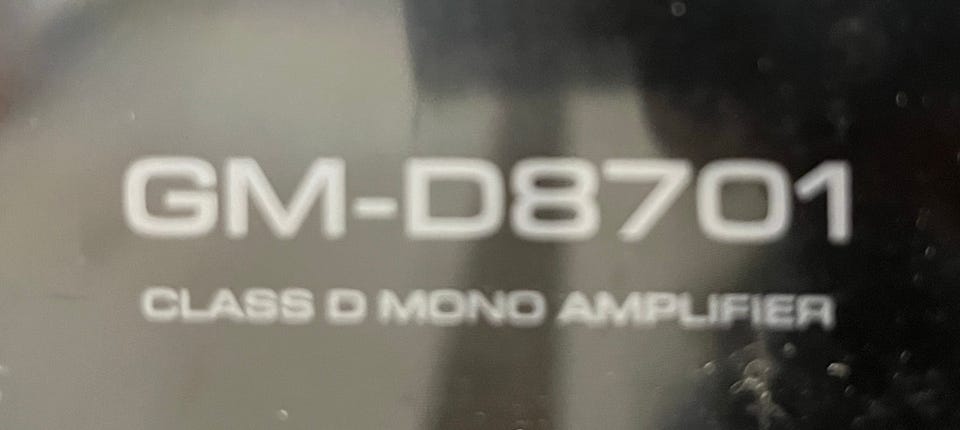 GM-D8701
CLASS D MONO AMPLIFIER